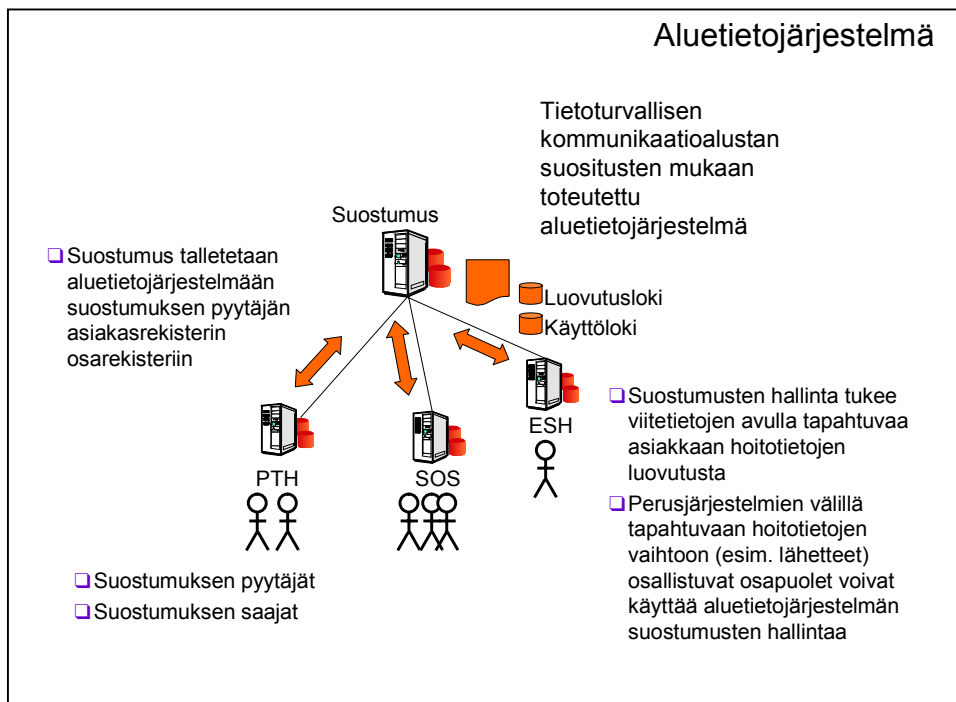 Aluetietojärjestelmä
Tietoturvallisen
kommunikaatioalustan
suositusten mukaan
toteutettu
aluetietojärjestelmä
Suostumus
Suostumus talletetaan
aluetietojärjestelmään
suostumuksen pyytäjän
asiakasrekisterin
osarekisteriin
Luovutusloki
Käyttöloki
PTH
SOS
ESH
Suostumusten hallinta tukee
viitetietojen avulla tapahtuvaa
asiakkaan hoitotietojen
luovutusta
Perusjärjestelmien välillä
tapahtuvaan hoitotietojen
vaihtoon (esim. lähetteet)
osallistuvat osapuolet voivat
käyttää aluetietojärjestelmän
suostumusten hallintaa
Suostumuksen pyytäjät
Suostumuksen saajat